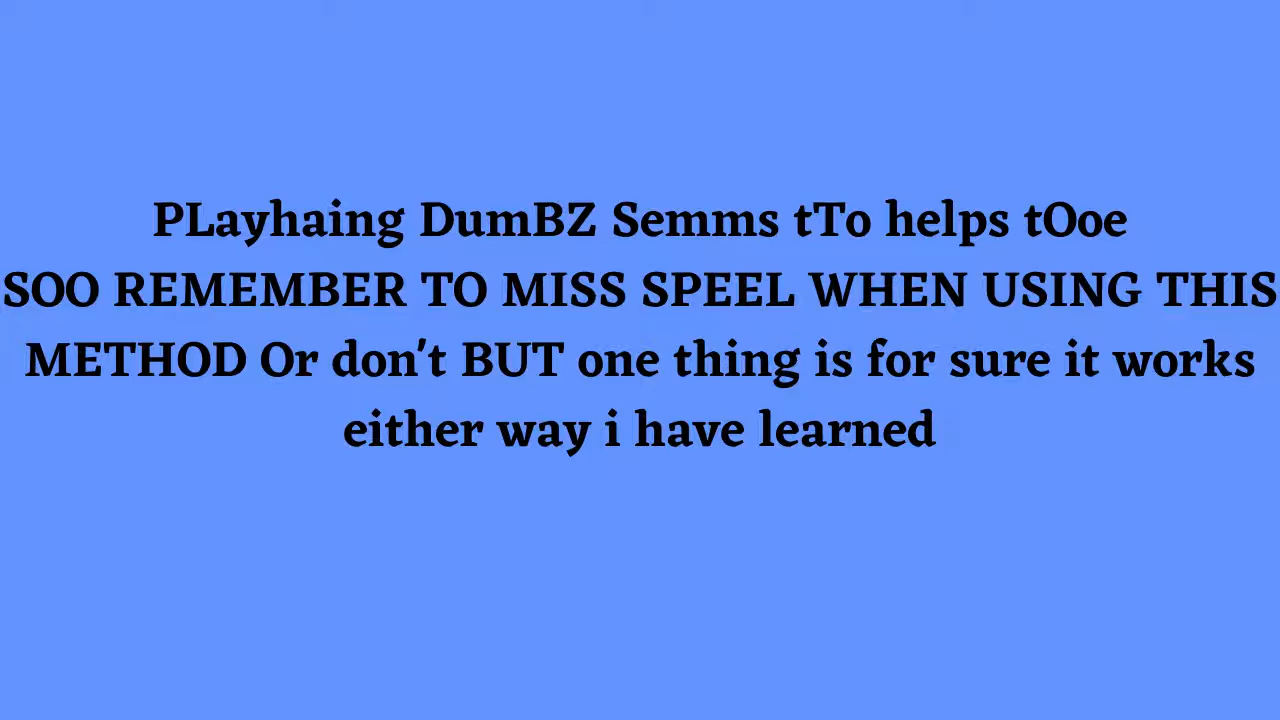 PLayhaing DumBZ Semms tTo helps tOoe
SOO REMEMBER TO MISS SPEEL WHEN USING THIS
METHOD Or don't BUT one thing is for sure it works
either way i have learned